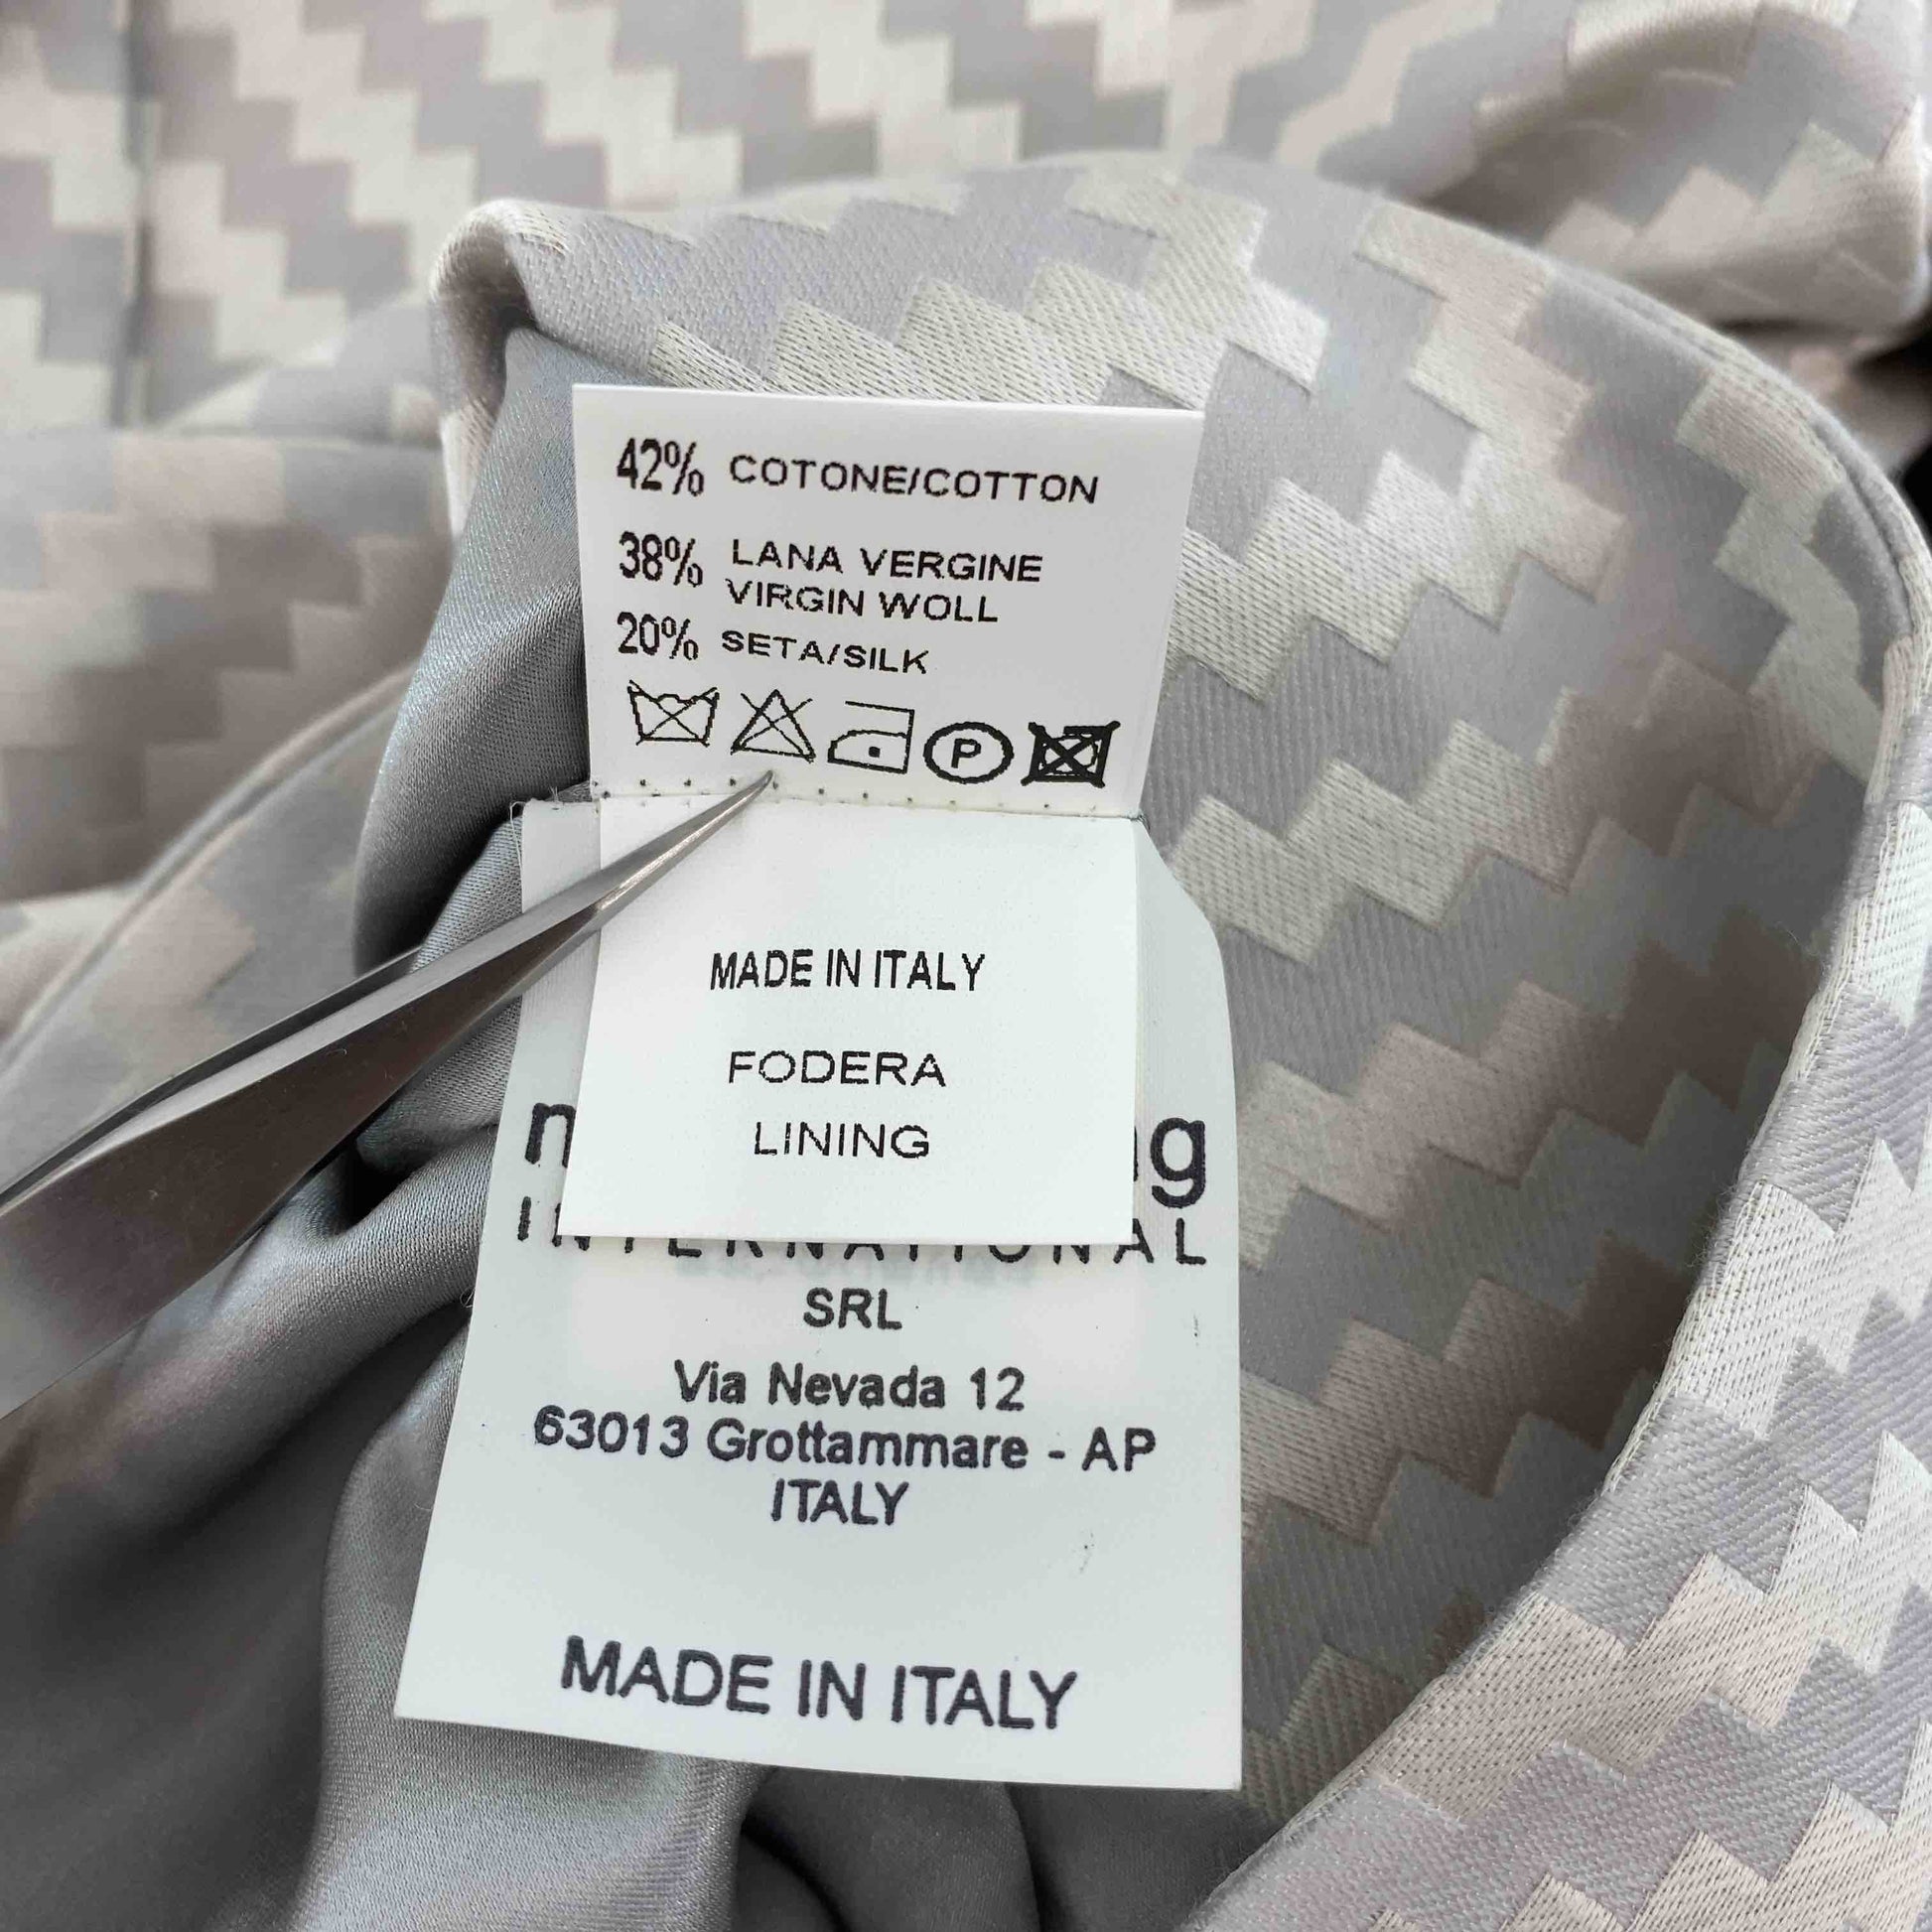 42% COTONE/COTTON
38% LANA VERGINE
VIRGIN WOLL
20% SETA/SILK
P
MADE IN ITALY
FODERA
LINING
INTERNATIONAL
SRL
Via Nevada 12
63013 Grottammare - AP
ITALY
MADE IN ITALY